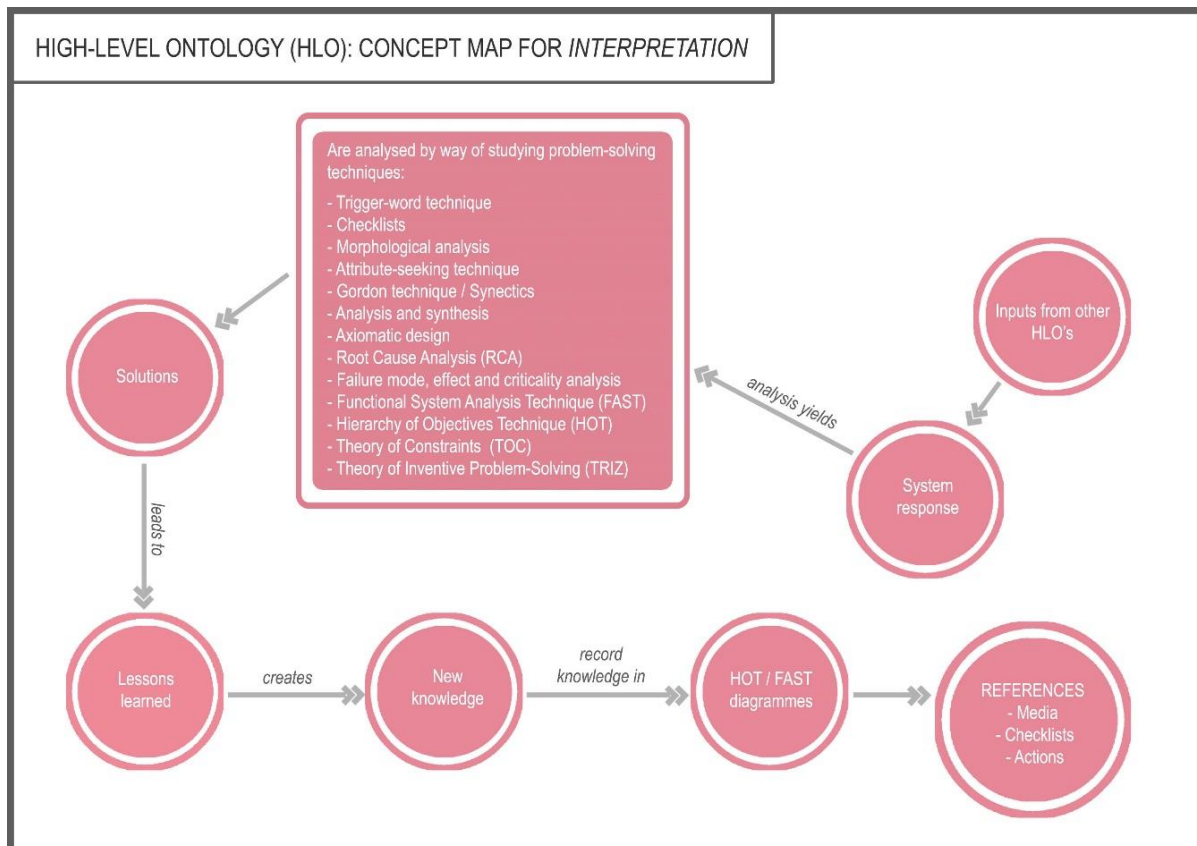 HIGH-LEVEL ONTOLOGY (HLO): CONCEPT MAP FOR INTERPRETATION
Are analysed by way of studying problem-solving
techniques:
- Trigger-word technique
- Checklists
- Morphological analysis
- Attribute-seeking technique
- Gordon technique / Synectics
- Analysis and synthesis
- Axiomatic design
- Root Cause Analysis (RCA)
- Failure mode, effect and criticality analysis
- Functional System Analysis Technique (FAST)
- Hierarchy of Objectives Technique (HOT)
- Theory of Constraints (TOC)
- Theory of Inventive Problem-Solving (TRIZ)
Inputs from other
HLO's
analysis yields
System
response
Solutions
leads to
Lessons
learned
creates
New
knowledge
record
knowledge in
HOT / FAST
diagrammes
REFERENCES
- Media
- Checklists
- Actions